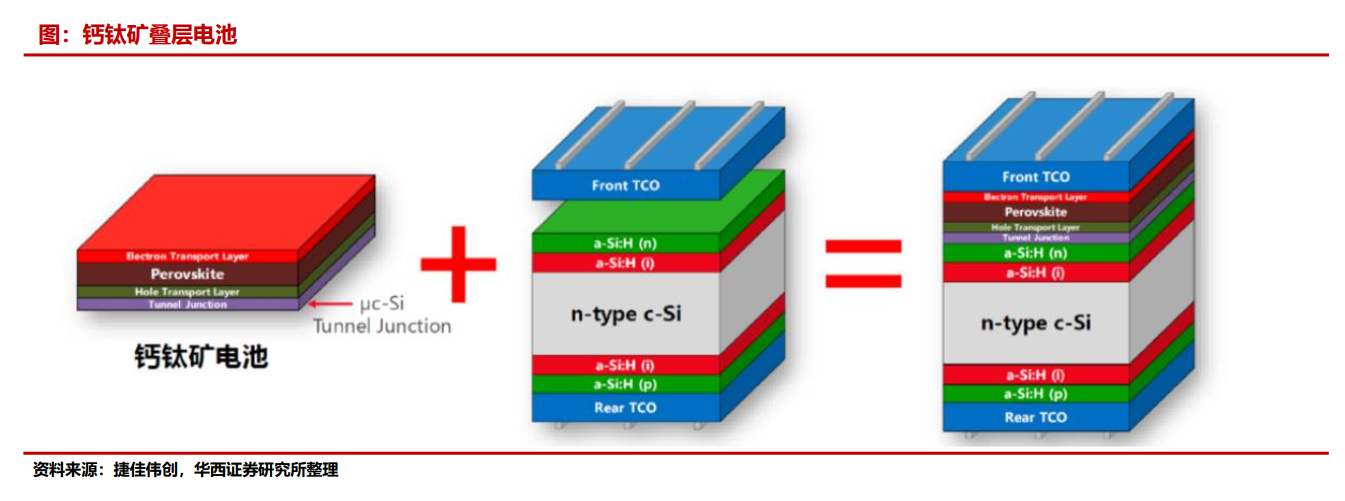 图：钙钛矿叠层电池
Electron Transport Layer
Perovskite
Hole Transport Layer
Tunnel Junction
μc-Si
Tunnel Junction
钙钛矿电池
Front TCO
a-Si:H (n)
a-Si:H (i)
n-type c-Si
a-Si:H (i)
a-Si:H (p)
Rear TCO
Front TCO
Electron Transport Layer
Perovskite
Hole Transport Layer
Tunnel Junction
a-Si:H (n)
a-Si:H (i)
n-type c-Si
a-Si:H (i)
a-Si:H (p)
Rear TCO
资料来源：捷佳伟创，华西证券研究所整理